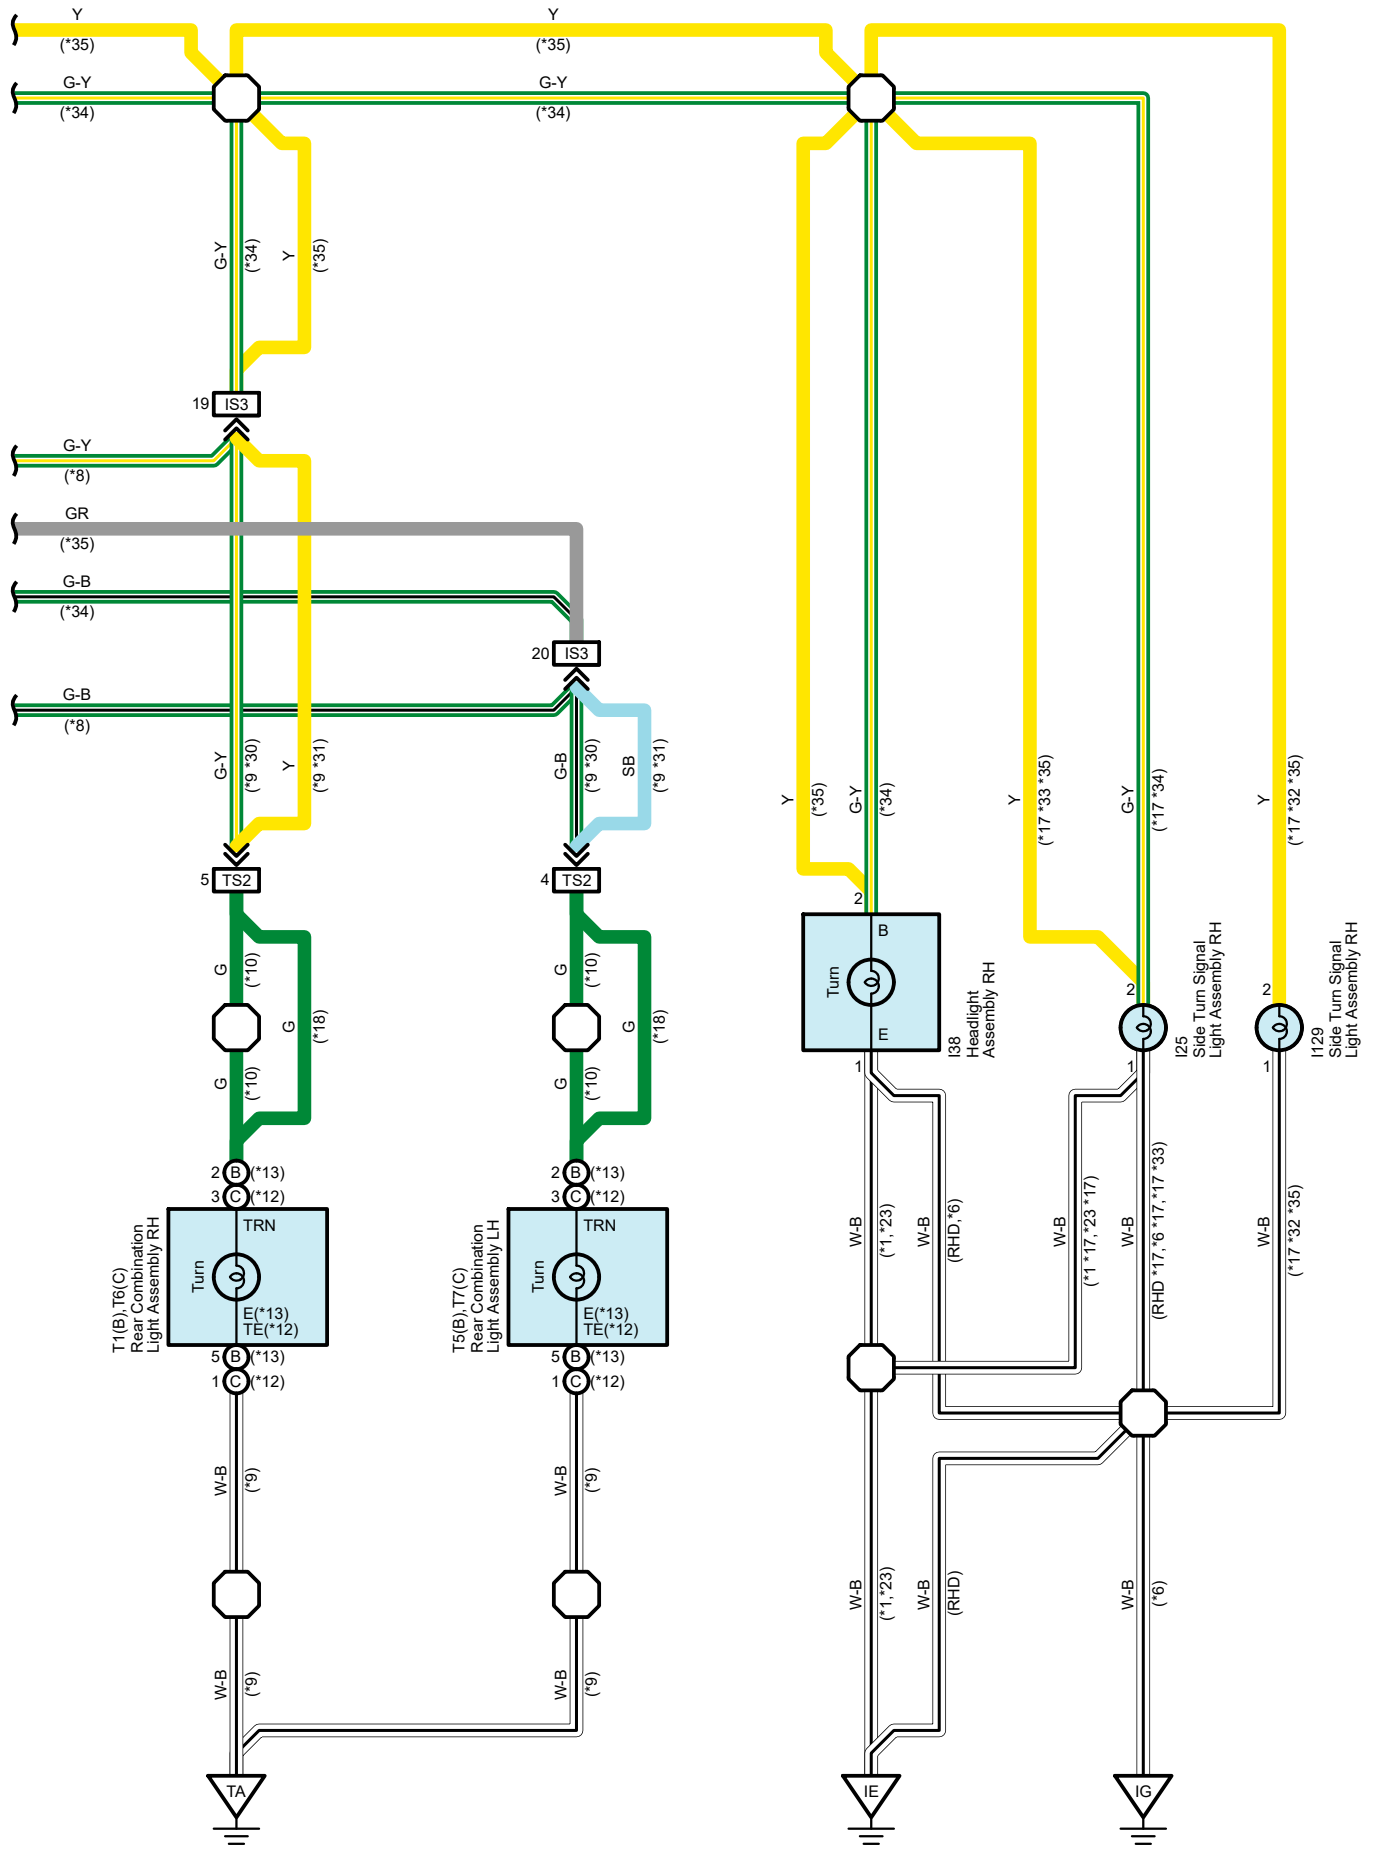 Y
(*35)
Y
(*35)
G-Y
(*34)
G-Y
(*34)
G-Y
(*34)
Y
(*35)
19
IS3
G-Y
(*8)
GR
(*35)
G-B
(*34)
20
IS3
G-B
(*8)
G-Y
(*9 *30)
Y
(*9 *31)
G-B
(*9 *30)
SB
(*9 *31)
Y
(*35)
G-Y
(*34)
Y
(*17 *33 *35)
G-Y
(*17 *34)
Y
(*17 *32 *35)
5
TS2
4
TS2
2
B
Turn
E
1
I38
Headlight
Assembly RH
2
1
I25
Side Turn Signal
Light Assembly RH
2
1
I129
Side Turn Signal
Light Assembly RH
G
(*10)
G
(*18)
G
(*10)
G
(*10)
G
(*18)
G
(*10)
2
B
(*13)
3
C
(*12)
2
B
(*13)
3
C
(*12)
T1(B),T6(C)
Rear Combination
Light Assembly RH
TRN
Turn
E(*13)
TE(*12)
T5(B),T7(C)
Rear Combination
Light Assembly LH
TRN
Turn
E(*13)
TE(*12)
5
B
(*13)
1
C
(*12)
5
B
(*13)
1
C
(*12)
W-B
(*1,*23)
W-B
(RHD,*6)
W-B
(*1 *17,*23 *17)
W-B
(RHD *17,*6 *17,*17 *33)
W-B
(*17 *32 *35)
W-B
(*9)
W-B
(*9)
W-B
(*1,*23)
W-B
(RHD)
W-B
(*6)
W-B
(*9)
W-B
(*9)
TA
IE
IG